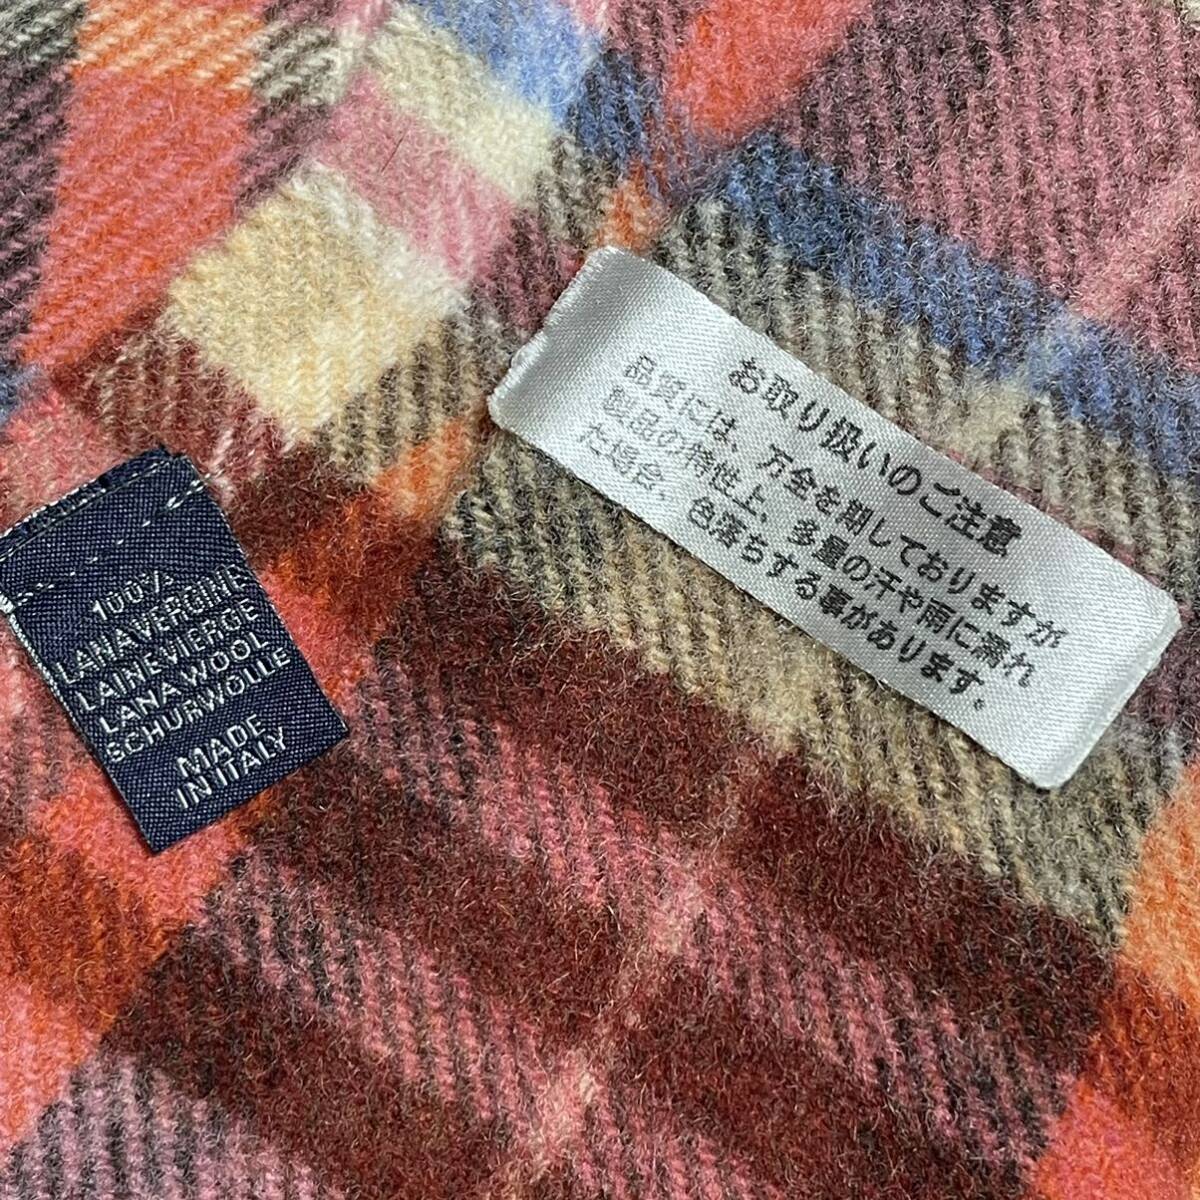 100%
LANA VERGINE
LAINE VIERGE
LANA WOOL
SCHURWOLLE
MADE
IN ITALY
お取り扱いのご注意
品質には、万全を期しておりますが
製品の特性上、多量の汗や雨に濡れ
た場合、色落ちする事があります。